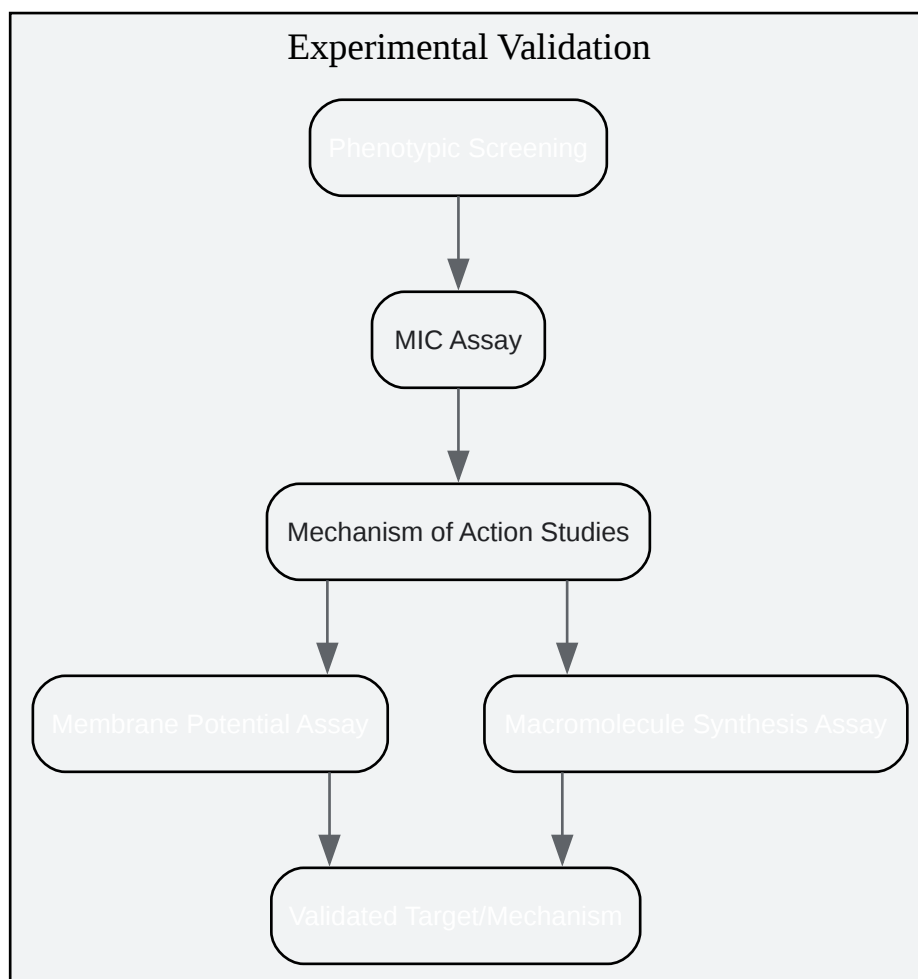 Experimental Validation
Phenotypic Screening
MIC Assay
Mechanism of Action Studies
Membrane Potential Assay
Macromolecule Synthesis Assay
Validated Target/Mechanism